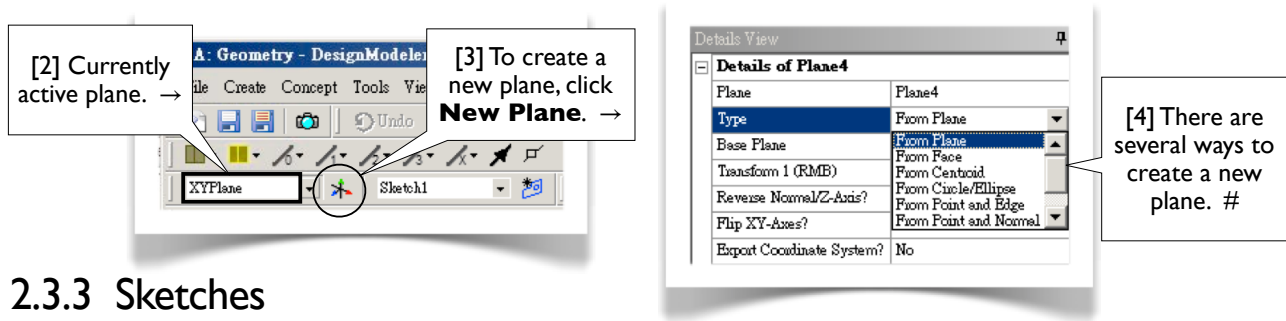 [2] Currently
active plane. →
A: Geometry - DesignModeler
[3] To create a
new plane, click
New Plane. →
ile Create Concept Tools Vie
Undo
XYPlane
Sketch1
Details View
Details of Plane4
Plane Plane4
Type From Plane
Base Plane From Plane
From Face
Transform 1 (RMB) From Centroid
From Circle/Ellipse
Reverse Normal/Z-Axis? From Point and Edge
Flip XY-Axes? From Point and Normal
Export Coordinate System? No
[4] There are
several ways to
create a new
plane. #
2.3.3 Sketches